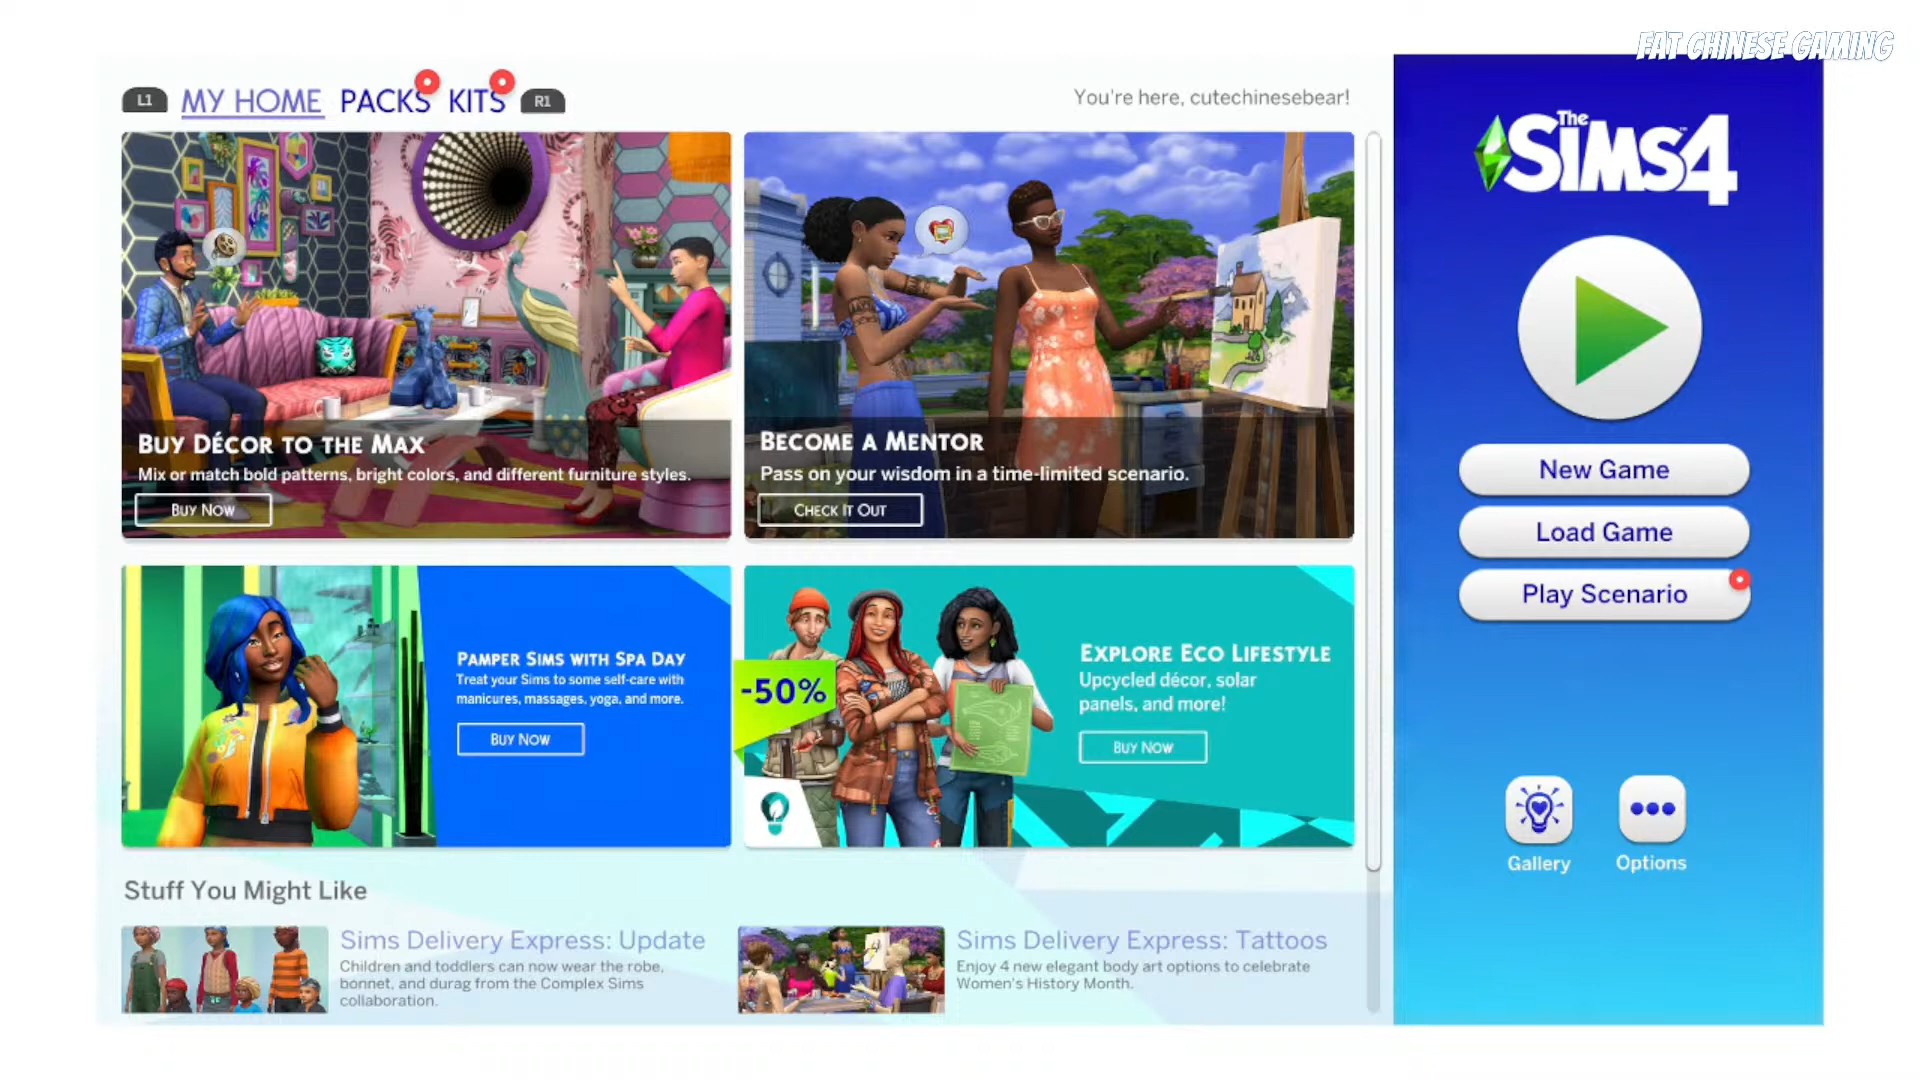 FAT CHINESE GAMING
L1 MY HOME PACKS KITS R1
You're here, cutechinesebear!
BUY DÉCOR TO THE MAX
Mix or match bold patterns, bright colors, and different furniture styles.
BUY NOW
BECOME A MENTOR
Pass on your wisdom in a time-limited scenario.
CHECK IT OUT
PAMPER SIMS WITH SPA DAY
Treat your Sims to some self-care with
manicures, massages, yoga, and more.
BUY NOW
-50%
EXPLORE ECO LIFESTYLE
Upcycled décor, solar
panels, and more!
BUY NOW
Stuff You Might Like
Sims Delivery Express: Update
Children and toddlers can now wear the robe,
bonnet, and durag from the Complex Sims
collaboration.
Sims Delivery Express: Tattoos
Enjoy 4 new elegant body art options to celebrate
Women's History Month.
The SIMS 4
New Game
Load Game
Play Scenario
Gallery
Options